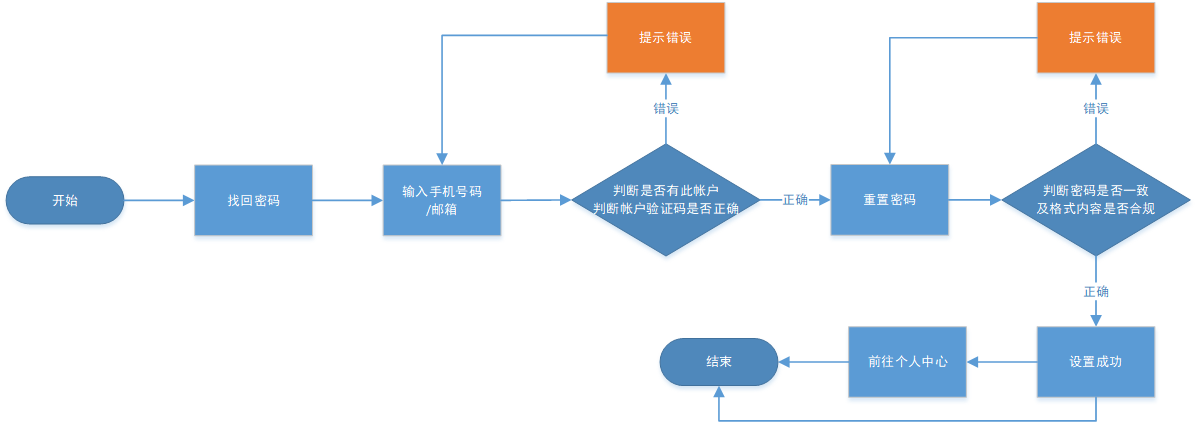 提示错误
提示错误
错误
错误
开始
找回密码
输入手机号码
/邮箱
判断是否有此帐户
判断帐户验证码是否正确
正确
重置密码
判断密码是否一致
及格式内容是否合规
正确
结束
前往个人中心
设置成功